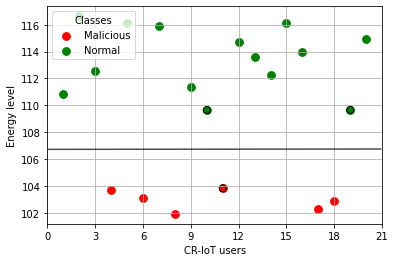 Classes
Malicious
Normal
Energy level
116
114
112
110
108
106
104
102
0 3 6 9 12 15 18 21
CR-IoT users